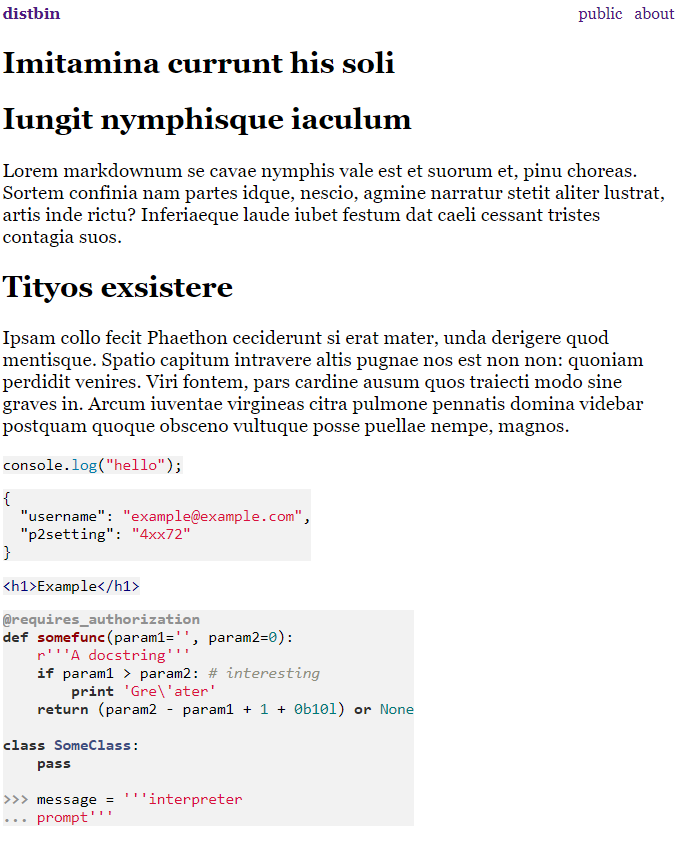 distbin public about
Imitamina currunt his soli
Iungit nymphisque iaculum
Lorem markdownum se cavae nymphis vale est et suorum et, pinu choreas.
Sortem confinia nam partes idque, nescio, agmine narratur stetit aliter lustrat,
artis inde rictu? Inferiaeque laude iubet festum dat caeli cessant tristes
contagia suos.
Tityos exsistere
Ipsam collo fecit Phaethon ceciderunt si erat mater, unda derigere quod
mentisque. Spatio capitum intravere altis pugnae nos est non non: quoniam
perdidit venires. Viri fontem, pars cardine ausum quos traiecti modo sine
graves in. Arcum iuventae virgineas citra pulmone pennatis domina videbar
postquam quoque obsceno vultuque posse puellae nempe, magnos.
console.log("hello");
{
  "username": "example@example.com",
  "p2setting": "4xx72"
}
<h1>Example</h1>
@requires_authorization
def somefunc(param1='', param2=0):
    r'''A docstring'''
    if param1 > param2: # interesting
        print 'Gre\'ater'
    return (param2 - param1 + 1 + 0b10l) or None
class SomeClass:
    pass
>>> message = '''interpreter
... prompt'''